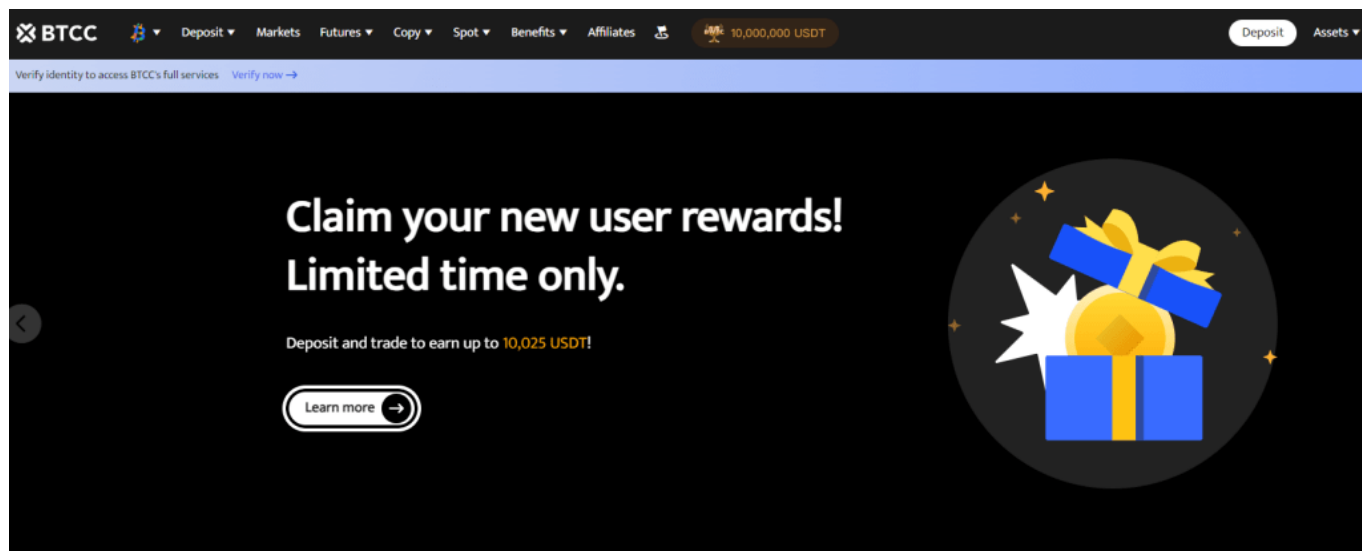 BTCC Deposit Markets Futures Copy Spot Benefits Affiliates 10,000,000 USDT Deposit Assets
Verify identity to access BTCC's full services Verify now →
Claim your new user rewards!
Limited time only.
Deposit and trade to earn up to 10,025 USDT!
Learn more →